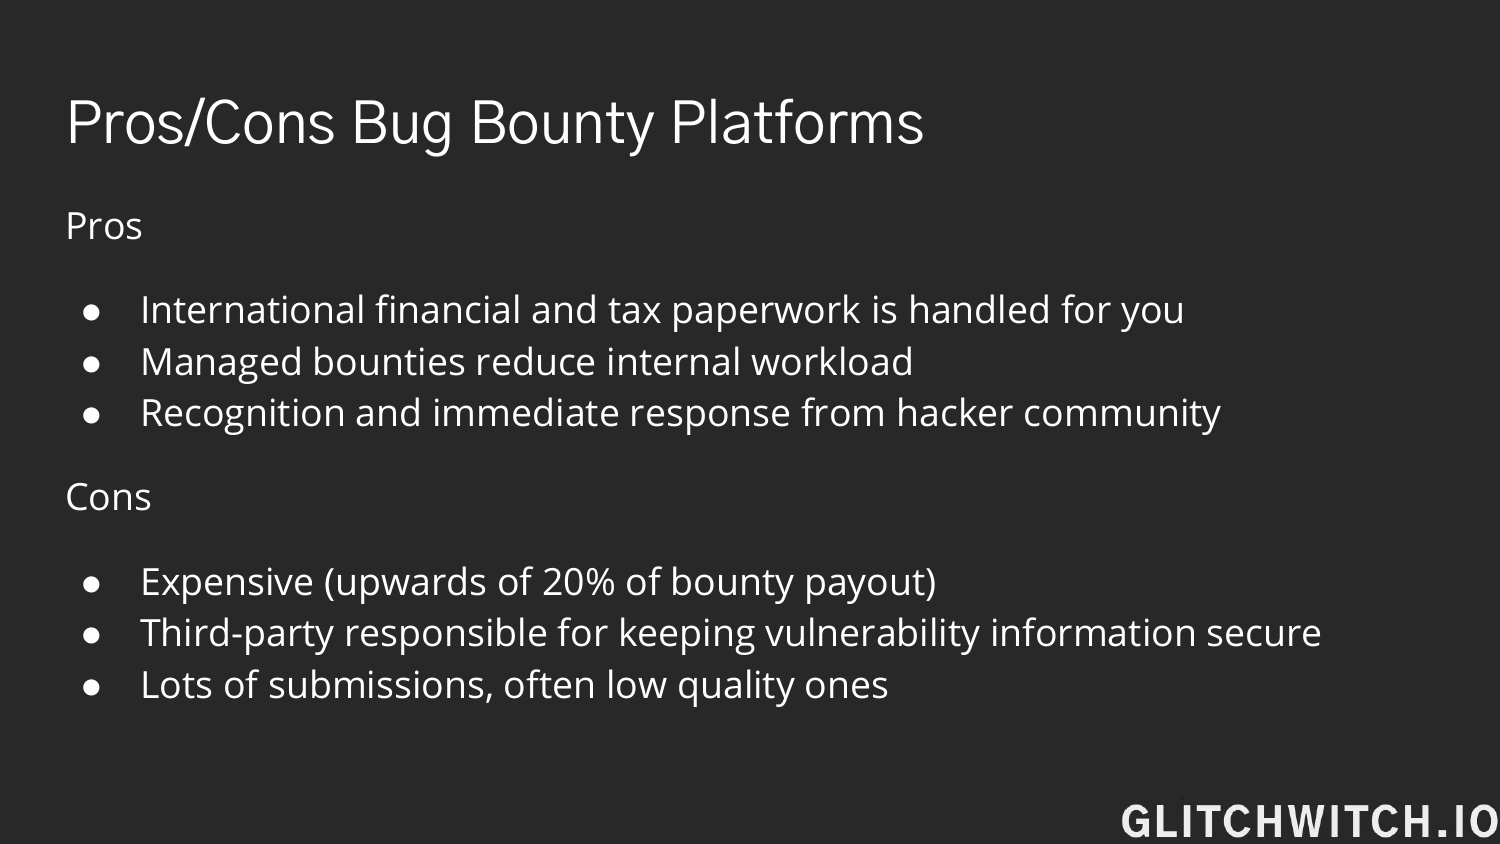 Pros/Cons Bug Bounty Platforms
Pros
● International financial and tax paperwork is handled for you
● Managed bounties reduce internal workload
● Recognition and immediate response from hacker community
Cons
● Expensive (upwards of 20% of bounty payout)
● Third-party responsible for keeping vulnerability information secure
● Lots of submissions, often low quality ones
GLITCHWITCH.IO